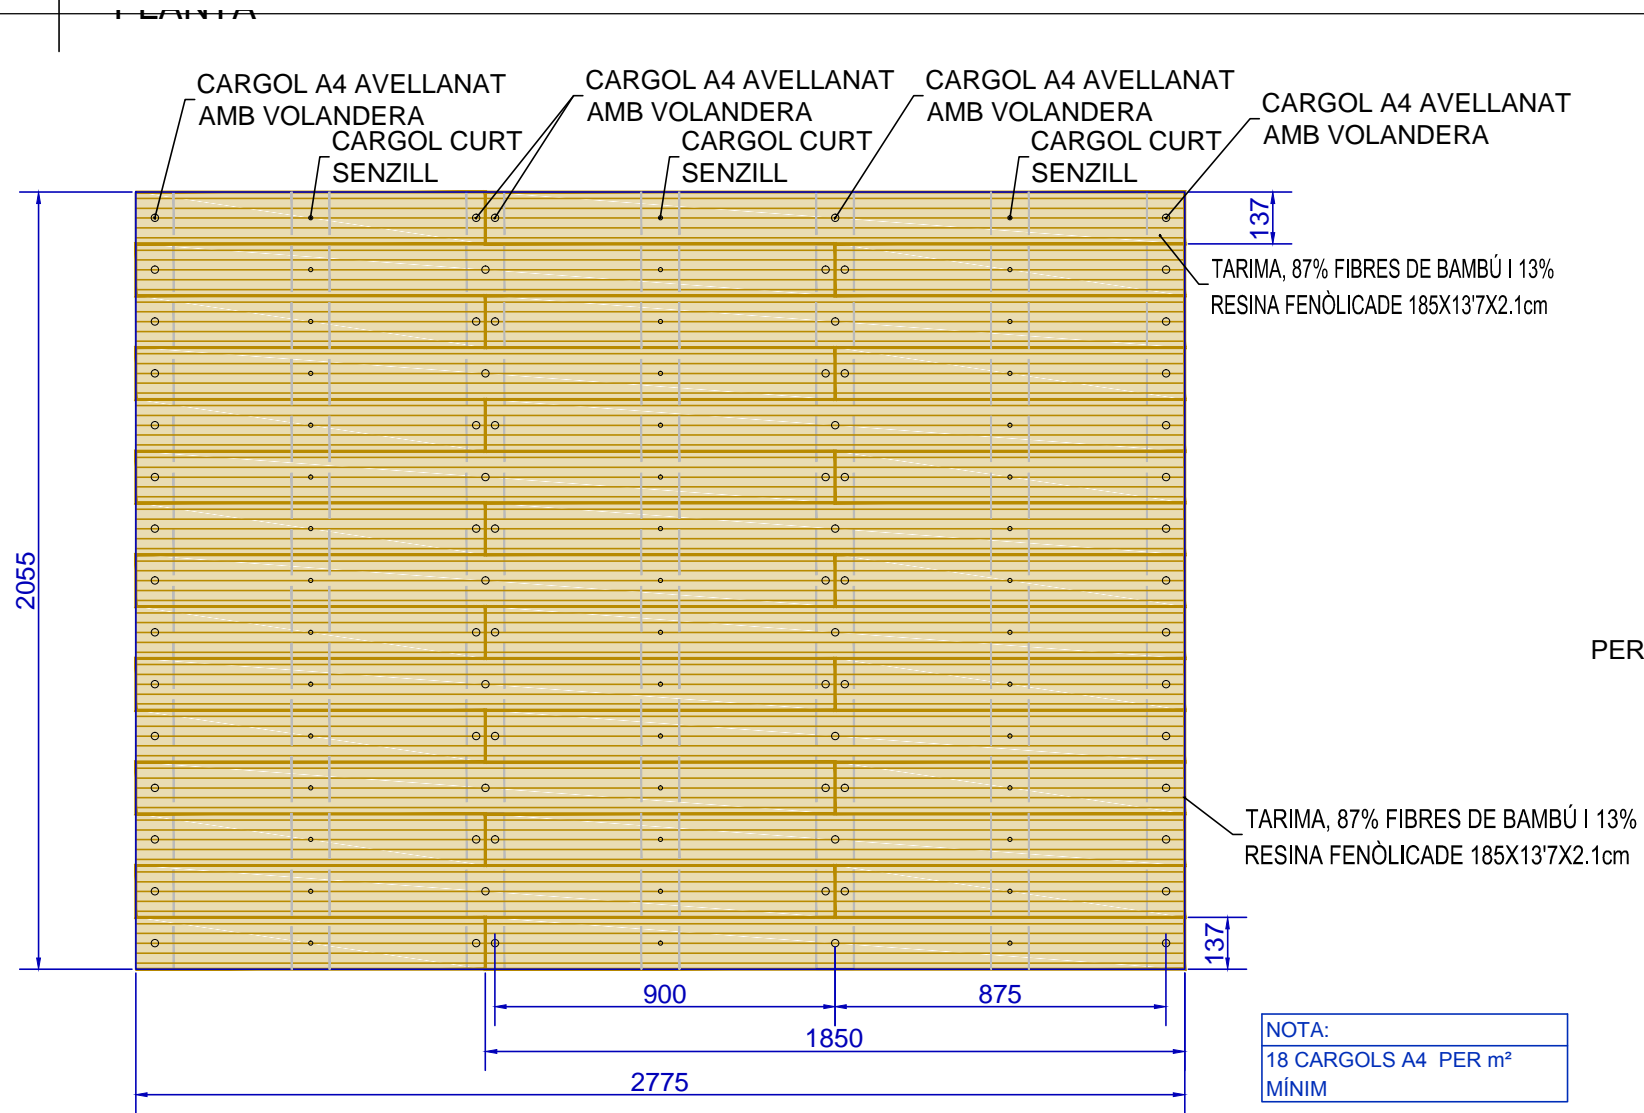 PLANTA
CARGOL A4 AVELLANAT
AMB VOLANDERA
CARGOL A4 AVELLANAT
AMB VOLANDERA
CARGOL A4 AVELLANAT
AMB VOLANDERA
CARGOL A4 AVELLANAT
AMB VOLANDERA
CARGOL CURT
SENZILL
CARGOL CURT
SENZILL
CARGOL CURT
SENZILL
137
TARIMA, 87% FIBRES DE BAMBÚ I 13%
RESINA FENÒLICADE 185X13'7X2.1cm
2055
PER
TARIMA, 87% FIBRES DE BAMBÚ I 13%
RESINA FENÒLICADE 185X13'7X2.1cm
137
900
875
1850
2775
NOTA:
18 CARGOLS A4 PER m²
MÍNIM